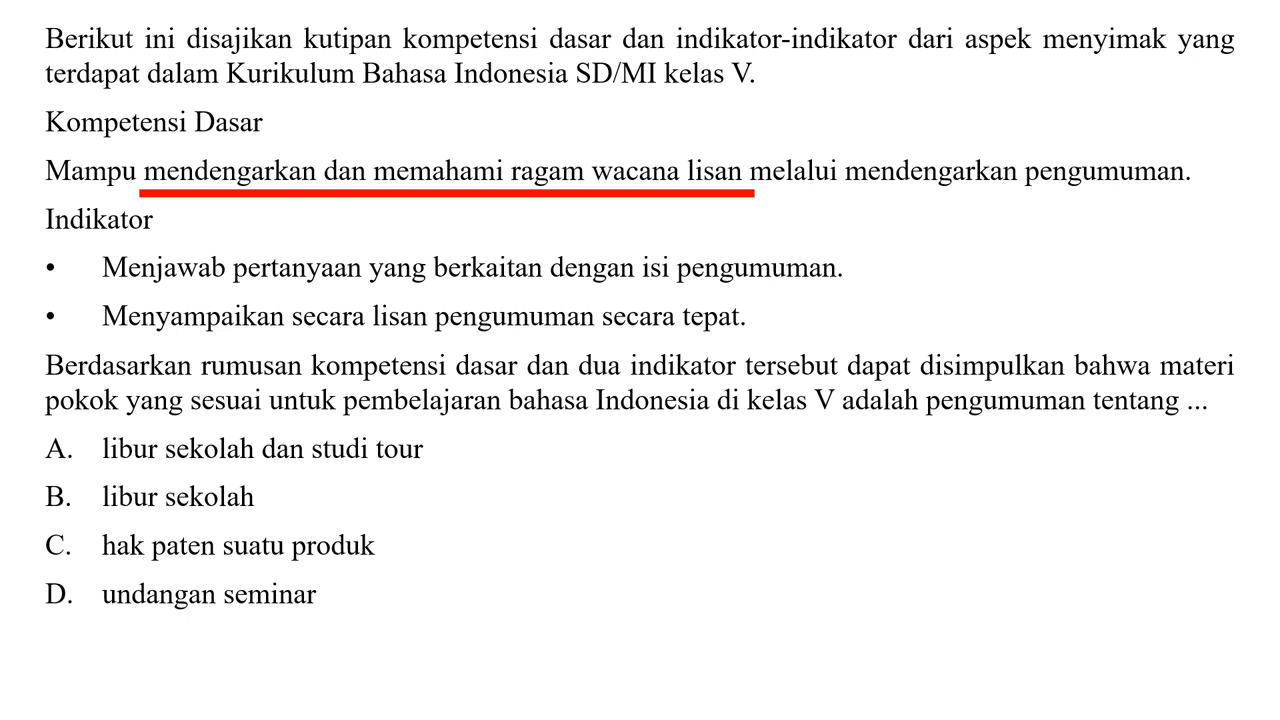 Berikut ini disajikan kutipan kompetensi dasar dan indikator-indikator dari aspek menyimak yang
terdapat dalam Kurikulum Bahasa Indonesia SD/MI kelas V.
Kompetensi Dasar
Mampu mendengarkan dan memahami ragam wacana lisan melalui mendengarkan pengumuman.
Indikator
• Menjawab pertanyaan yang berkaitan dengan isi pengumuman.
• Menyampaikan secara lisan pengumuman secara tepat.
Berdasarkan rumusan kompetensi dasar dan dua indikator tersebut dapat disimpulkan bahwa materi
pokok yang sesuai untuk pembelajaran bahasa Indonesia di kelas V adalah pengumuman tentang ...
A. libur sekolah dan studi tour
B. libur sekolah
C. hak paten suatu produk
D. undangan seminar